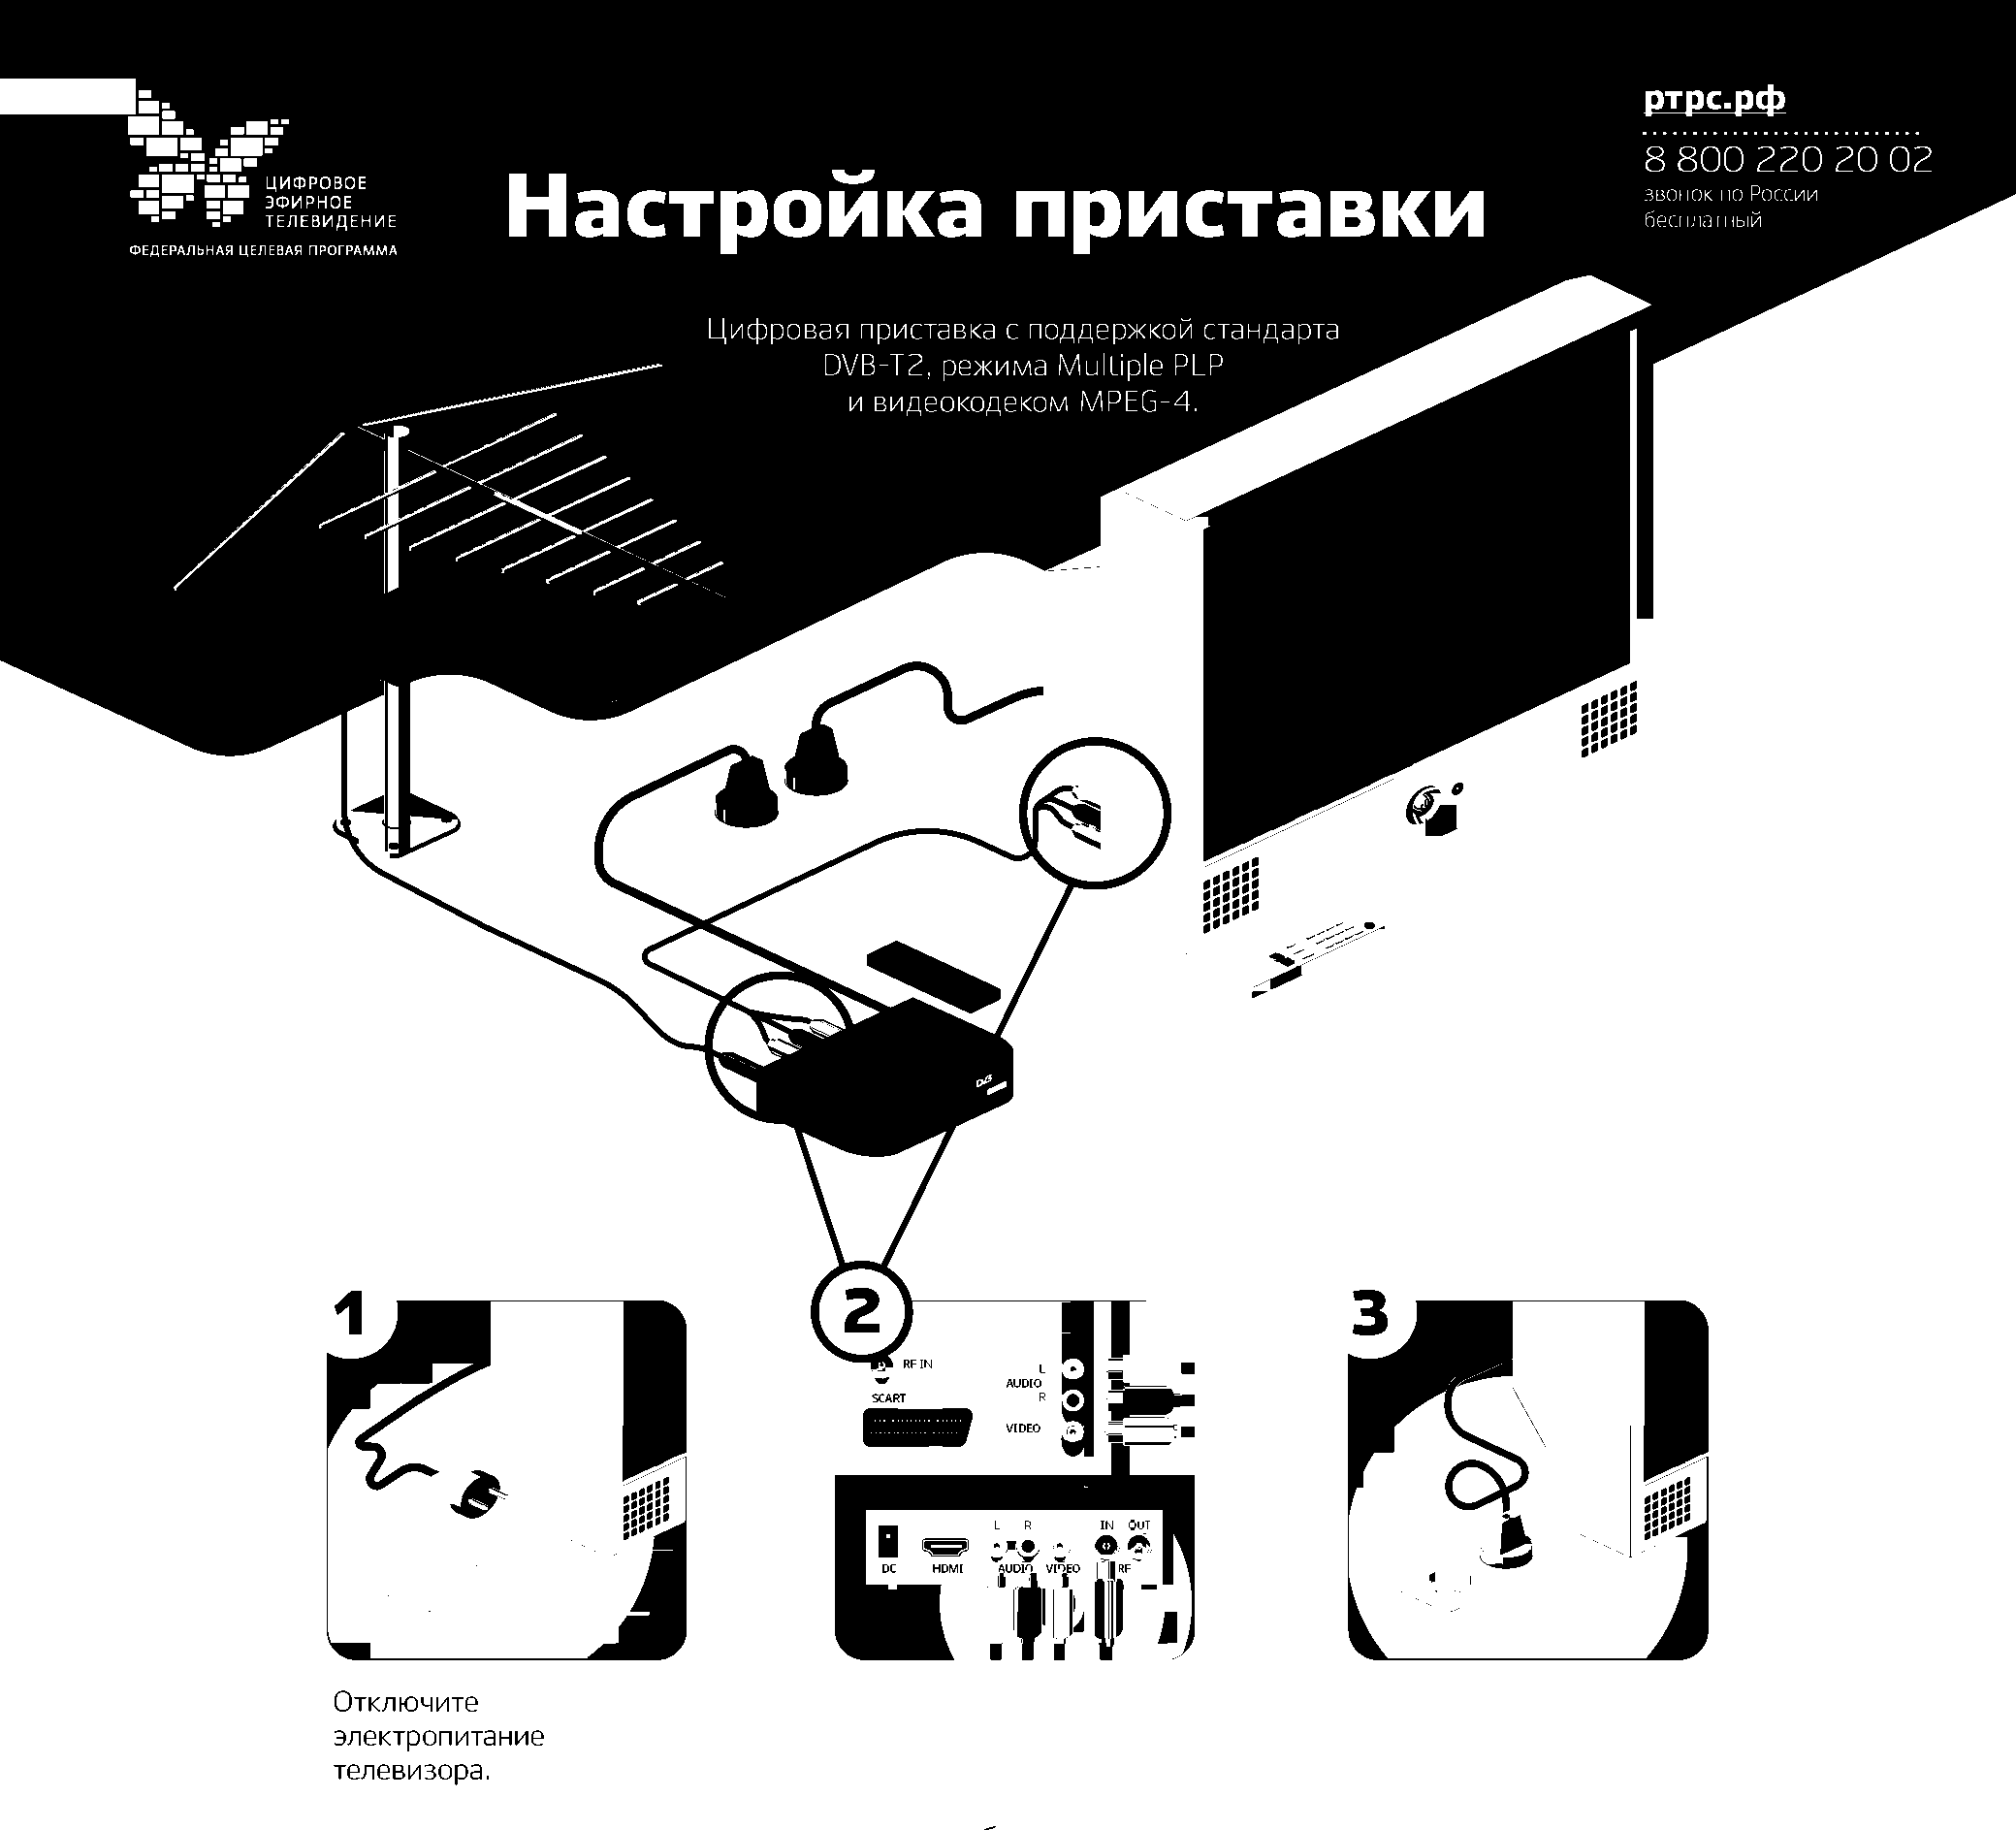 ЦИФРОВОЕ
ЭФИРНОЕ
ТЕЛЕВИДЕНИЕ
ФЕДЕРАЛЬНАЯ ЦЕЛЕВАЯ ПРОГРАММА
Настройка приставки
ртрс.рф
8 800 220 20 02
звонок по России
бесплатный
Цифровая приставка с поддержкой стандарта
DVB-T2, режима Multiple PLP
и видеокодеком MPEG-4.
1
2
RF IN
SCART
L
AUDIO
R
VIDEO
L R IN OUT
DC HDMI AUDIO VIDEO RF
3
Отключите
электропитание
телевизора.